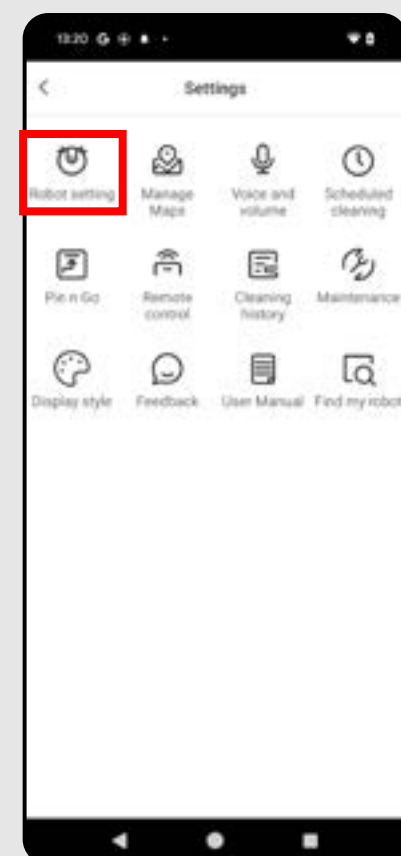 13:20 G
Settings
Robot setting
Manage Maps
Voice and volume
Scheduled cleaning
Pin n Go
Remote control
Cleaning history
Maintenance
Display style
Feedback
User Manual
Find my robot